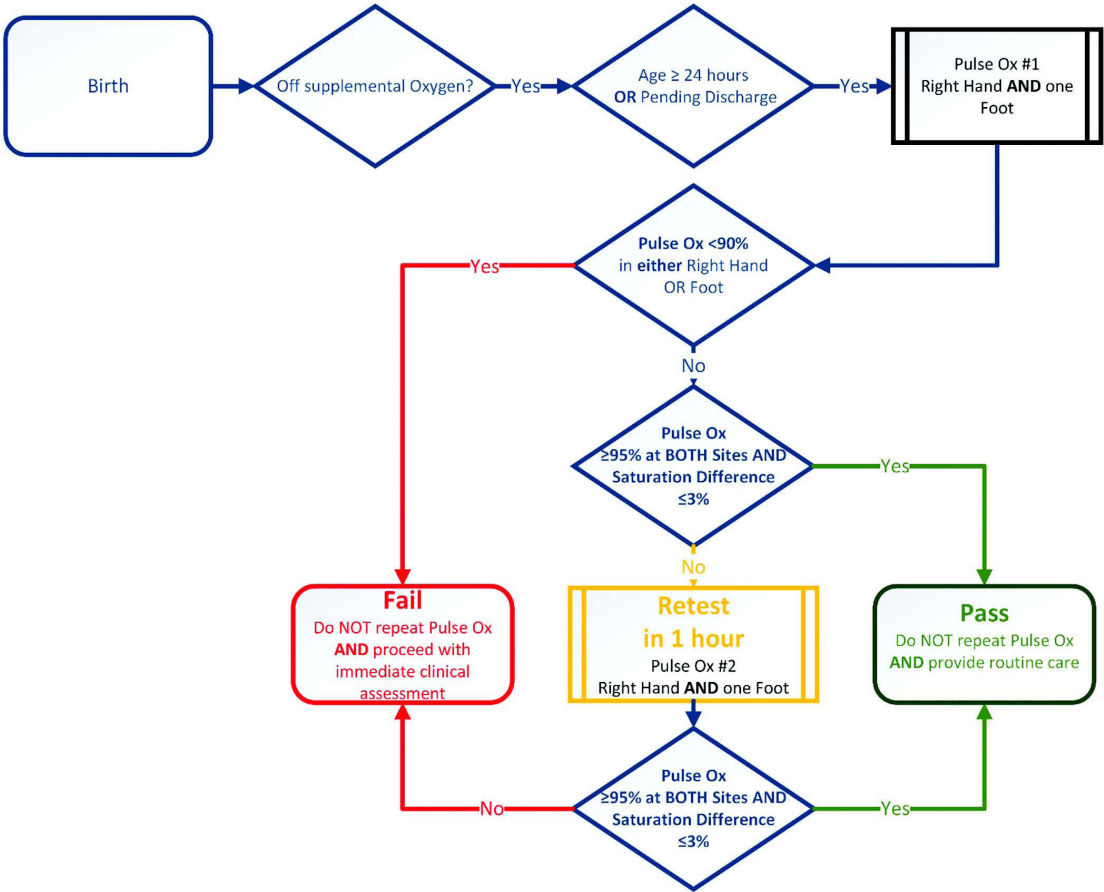 Birth
Off supplemental Oxygen?
Yes
Age ≥ 24 hours
OR Pending Discharge
Yes
Pulse Ox #1
Right Hand AND one
Foot
Pulse Ox <90%
in either Right Hand
OR Foot
Yes
No
Pulse Ox
≥95% at BOTH Sites AND
Saturation Difference
≤3%
Yes
No
Fail
Do NOT repeat Pulse Ox
AND proceed with
immediate clinical
assessment
Retest
in 1 hour
Pulse Ox #2
Right Hand AND one Foot
Pass
Do NOT repeat Pulse Ox
AND provide routine care
Pulse Ox
≥95% at BOTH Sites AND
Saturation Difference
≤3%
No
Yes